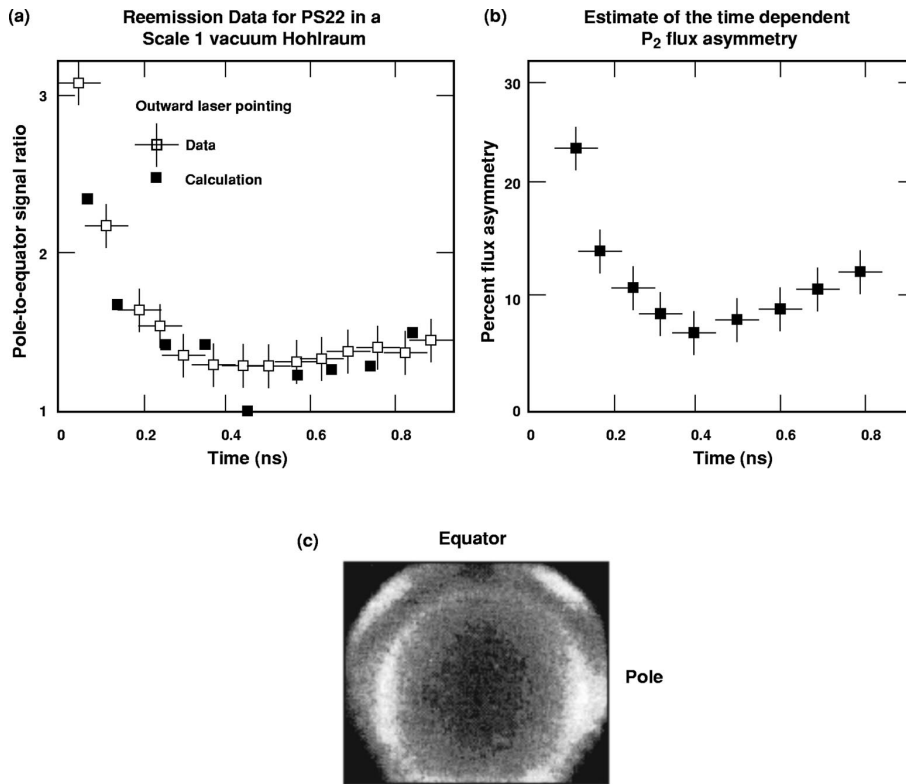 (a)
Reemission Data for PS22 in a
Scale 1 vacuum Hohlraum
Pole-to-equator signal ratio
3
2
1
Outward laser pointing
Data
Calculation
0 0.2 0.4 0.6 0.8
Time (ns)
(b)
Estimate of the time dependent
P2 flux asymmetry
Percent flux asymmetry
30
20
10
0
0 0.2 0.4 0.6 0.8
Time (ns)
(c)
Equator
Pole